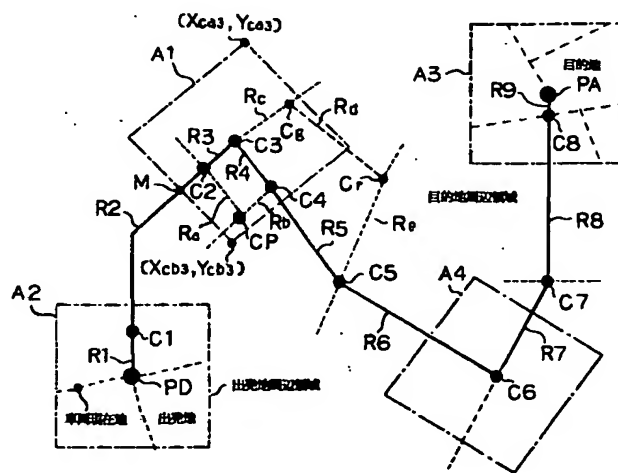 (Xca3, Yca3)
A1
A3
目的地
PA
R9
C8
Rc
Rd
Cg
R3
C3
R4
C2
M
C4
Cr
R2
Ra
CP
Rb
R5
Re
目的地周辺領域
R8
(Xcb3, Ycb3)
A2
C1
C5
A4
C7
R1
PD
R6
R7
C6
出発地周辺領域
車両現在地
出発地